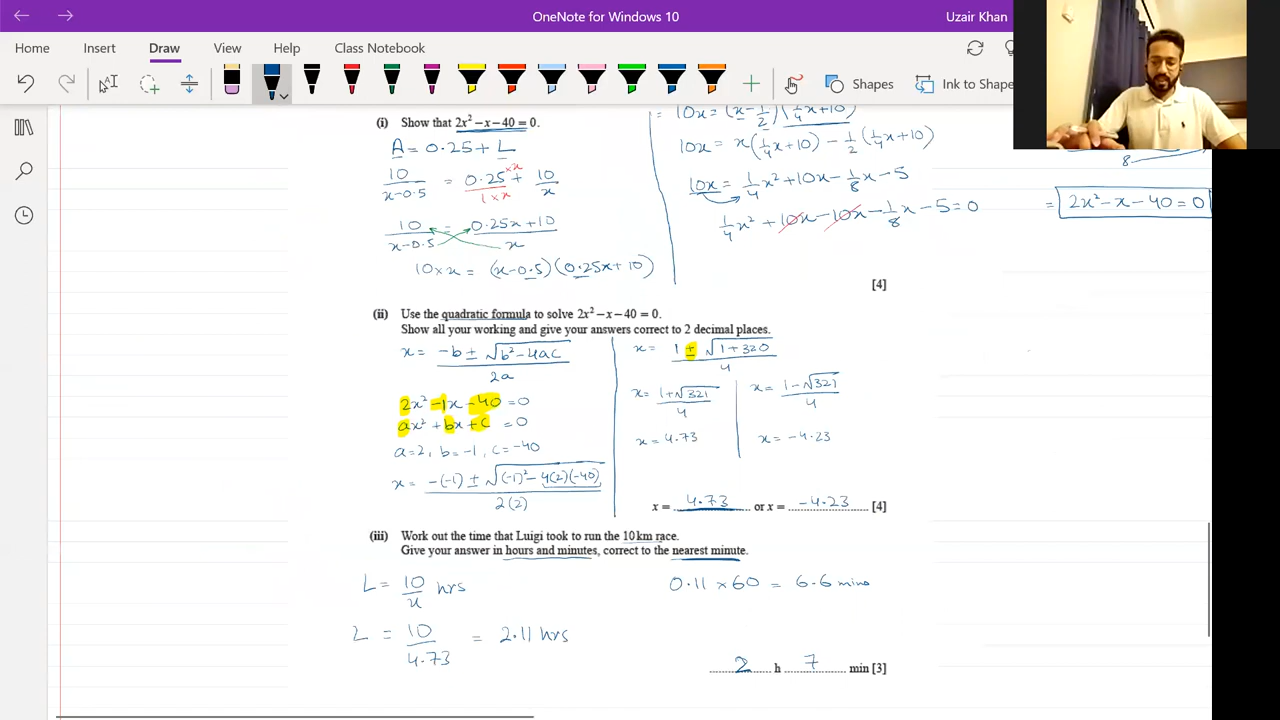 OneNote for Windows 10
Uzair Khan
Home Insert Draw View Help Class Notebook
Shapes
Ink to Shape
(i) Show that 2x² – x – 40 = 0.
A = 0.25 + L
10/(x-0.5) = 0.25 ×x / 1×x + 10/x
10/(x-0.5) = (0.25x+10)/x
10×x = (x-0.5)(0.25x+10)
= 10x = (x-1/2)(1/4x+10)
10x = x(1/4x+10) - 1/2(1/4x+10)
10x = 1/4x² + 10x - 1/8x - 5
1/4x² + 10x - 10x - 1/8x - 5 = 0
8
= 2x² - x - 40 = 0
[4]
(ii) Use the quadratic formula to solve 2x² – x – 40 = 0.
Show all your working and give your answers correct to 2 decimal places.
x = (-b ± √(b² - 4ac))/2a
2x² - 1x - 40 = 0
ax² + bx + c = 0
a=2, b=-1, c=-40
x = (-(-1) ± √((-1)² - 4(2)(-40)))/2(2)
x = (1 ± √(1+320))/4
x = (1+√321)/4
x = (1-√321)/4
x = 4.73
x = -4.23
x = 4.73 or x = -4.23 [4]
(iii) Work out the time that Luigi took to run the 10 km race.
Give your answer in hours and minutes, correct to the nearest minute.
L = 10/x hrs
0.11 × 60 = 6.6 mins
L = 10/4.73 = 2.11 hrs
2 h 7 min [3]